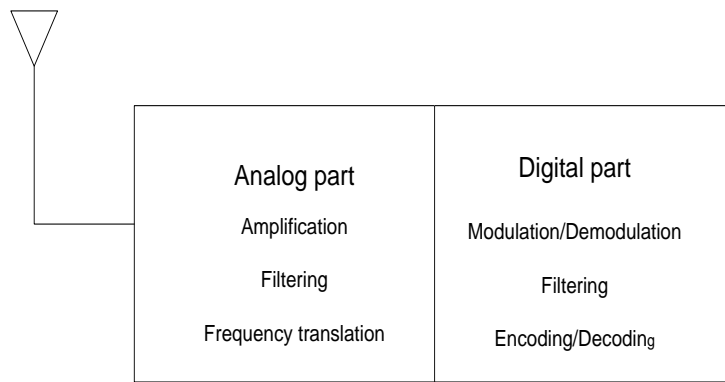 Analog part
Amplification
Filtering
Frequency translation
Digital part
Modulation/Demodulation
Filtering
Encoding/Decoding